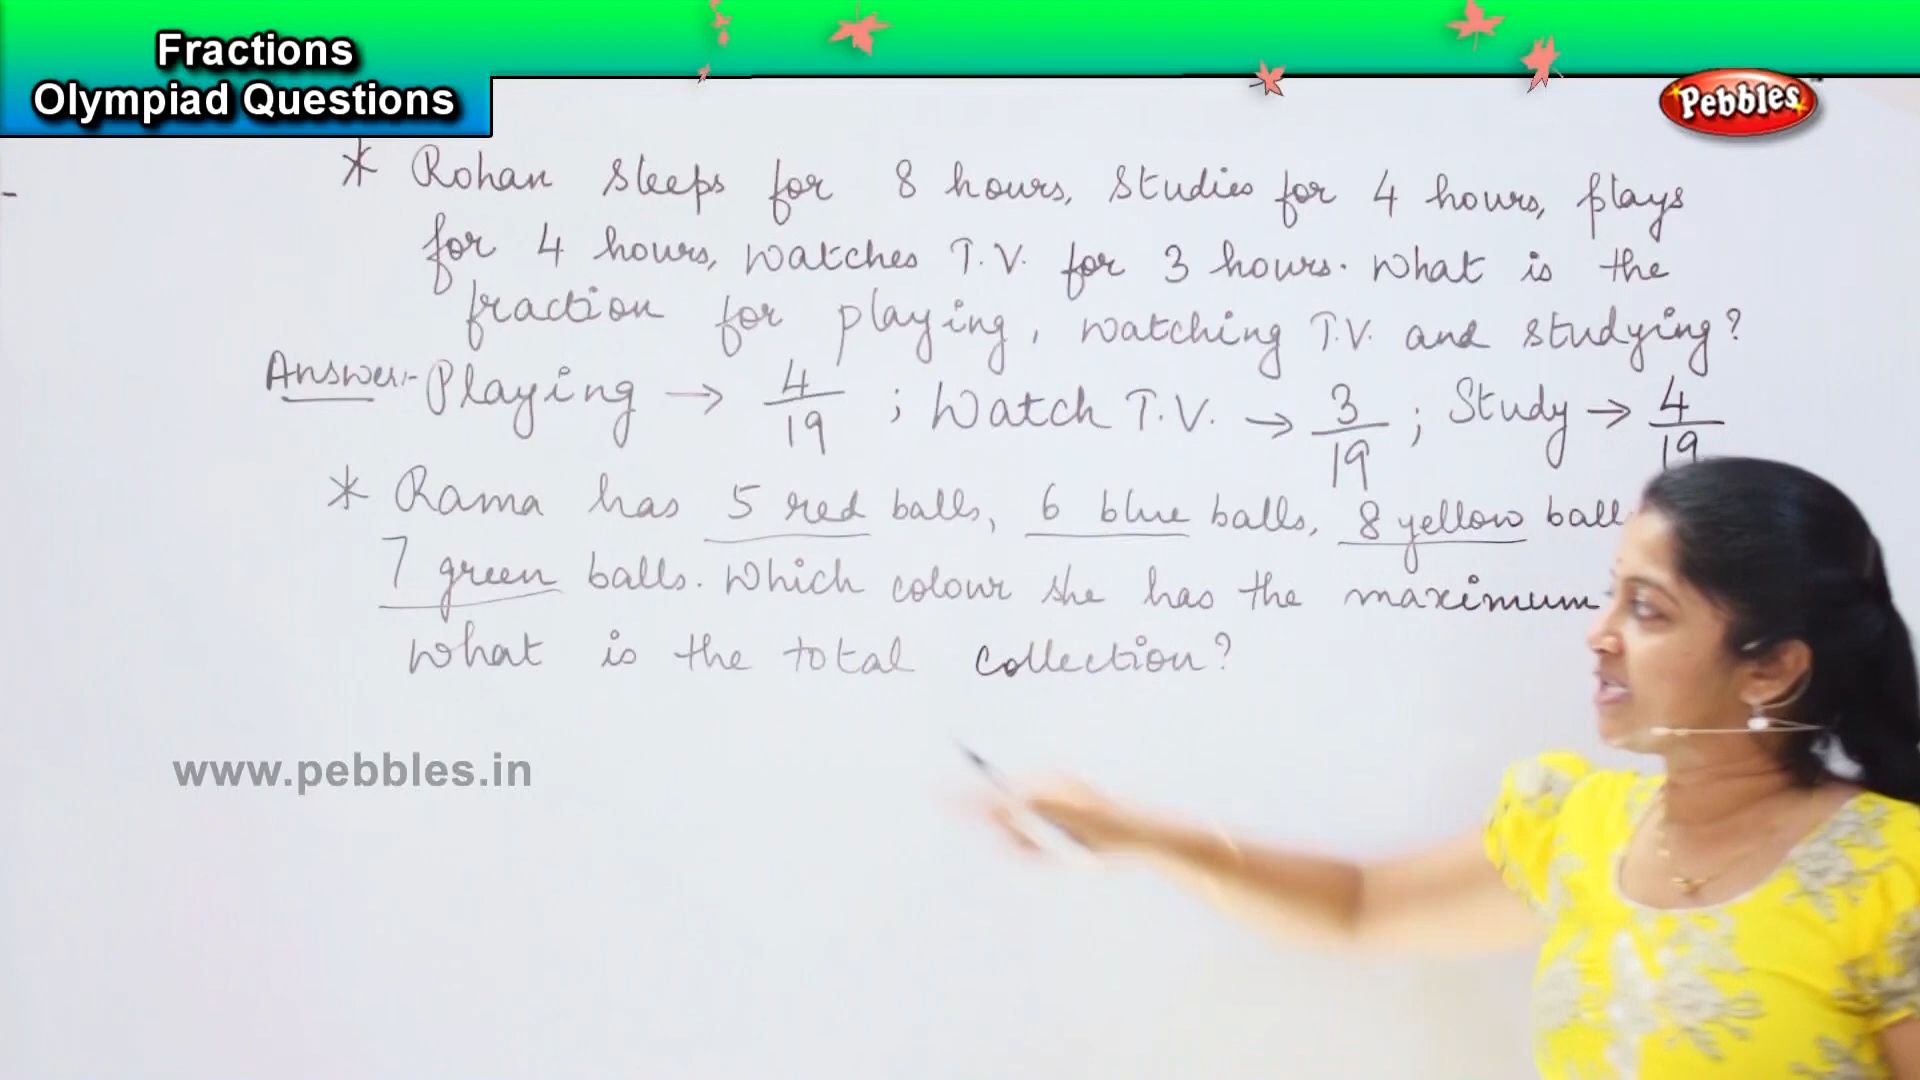 Fractions
Olympiad Questions
Pebbles
* Rohan sleeps for 8 hours, studies for 4 hours, plays
for 4 hours, watches T.V. for 3 hours. What is the
fraction for playing, watching T.V. and studying?
Answer:- Playing → 4/19 ; Watch T.V. → 3/19 ; Study → 4/19
* Rama has 5 red balls, 6 blue balls, 8 yellow ball
7 green balls. Which colour she has the maximum
What is the total collection?
www.pebbles.in